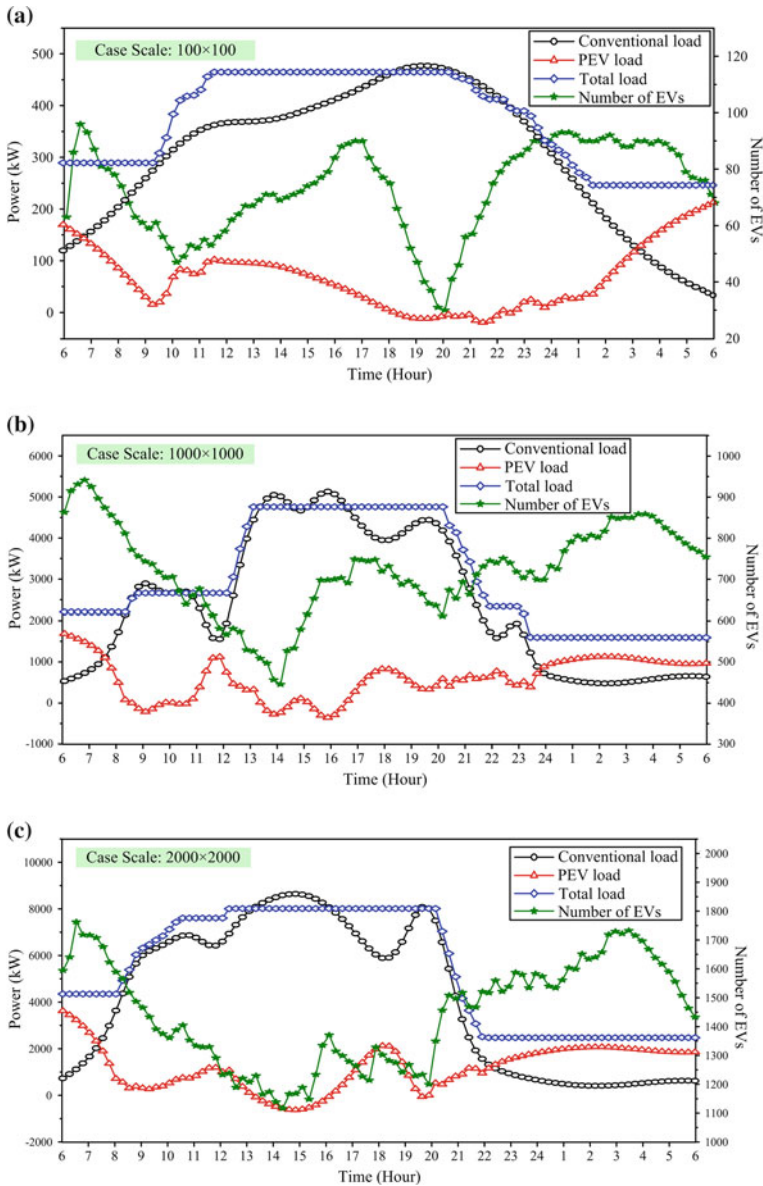 (a)
Case Scale: 100×100
Conventional load
PEV load
Total load
Number of EVs
Power (kW)
500
400
300
200
100
0
120
100
80
60
40
20
Number of EVs
6 7 8 9 10 11 12 13 14 15 16 17 18 19 20 21 22 23 24 1 2 3 4 5 6
Time (Hour)
(b)
Case Scale: 1000×1000
Conventional load
PEV load
Total load
Number of EVs
Power (kW)
6000
5000
4000
3000
2000
1000
0
-1000
1000
900
800
700
600
500
400
300
Number of EVs
6 7 8 9 10 11 12 13 14 15 16 17 18 19 20 21 22 23 24 1 2 3 4 5 6
Time (Hour)
(c)
Case Scale: 2000×2000
Conventional load
PEV load
Total load
Number of EVs
Power (kW)
10000
8000
6000
4000
2000
0
-2000
2000
1900
1800
1700
1600
1500
1400
1300
1200
1100
1000
Number of EVs
6 7 8 9 10 11 12 13 14 15 16 17 18 19 20 21 22 23 24 1 2 3 4 5 6
Time (Hour)